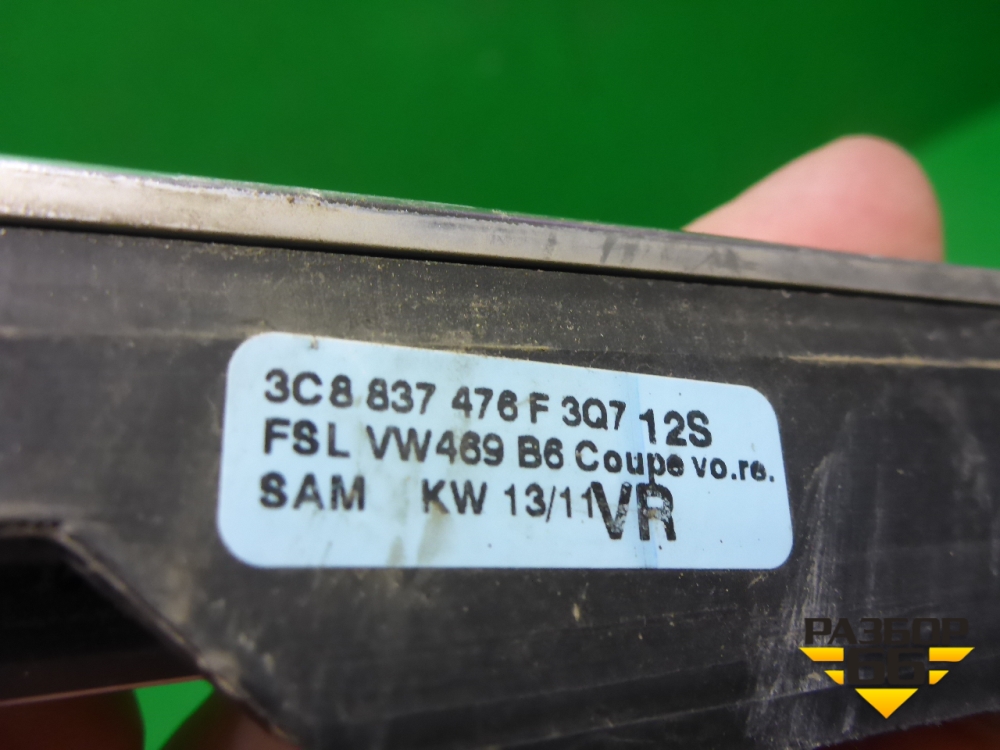 3C8 837 476 F 3Q7 12S
FSL VW469 B6 Coupe vo.re.
SAM KW 13/11 VR
РАЗБОР
66